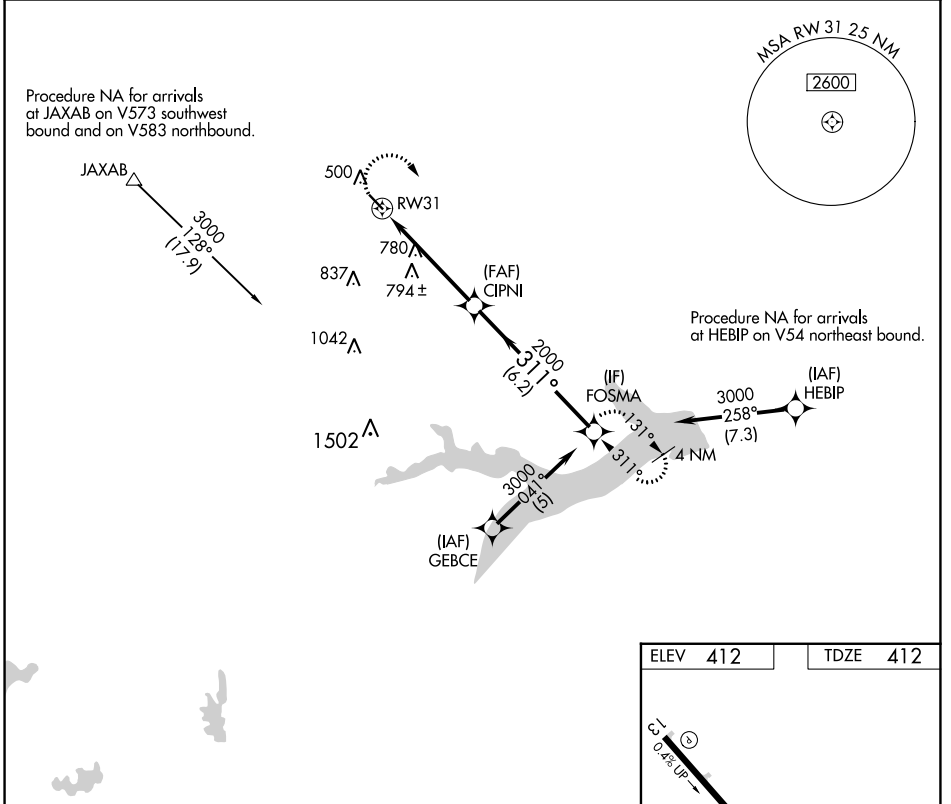 MSA RW 31 25 NM
2600
Procedure NA for arrivals
at JAXAB on V573 southwest
bound and on V583 northbound.
JAXAB
3000
128°
(17.9)
500
RW31
780
837
794±
(FAF)
CIPNI
1042
2000
311°
(6.2)
Procedure NA for arrivals
at HEBIP on V54 northeast bound.
(IF)
FOSMA
(IAF)
HEBIP
3000
258°
(7.3)
131°
311°
4 NM
1502
3000
041°
(5)
(IAF)
GEBCE
ELEV 412
TDZE 412
13
P
0.4% UP